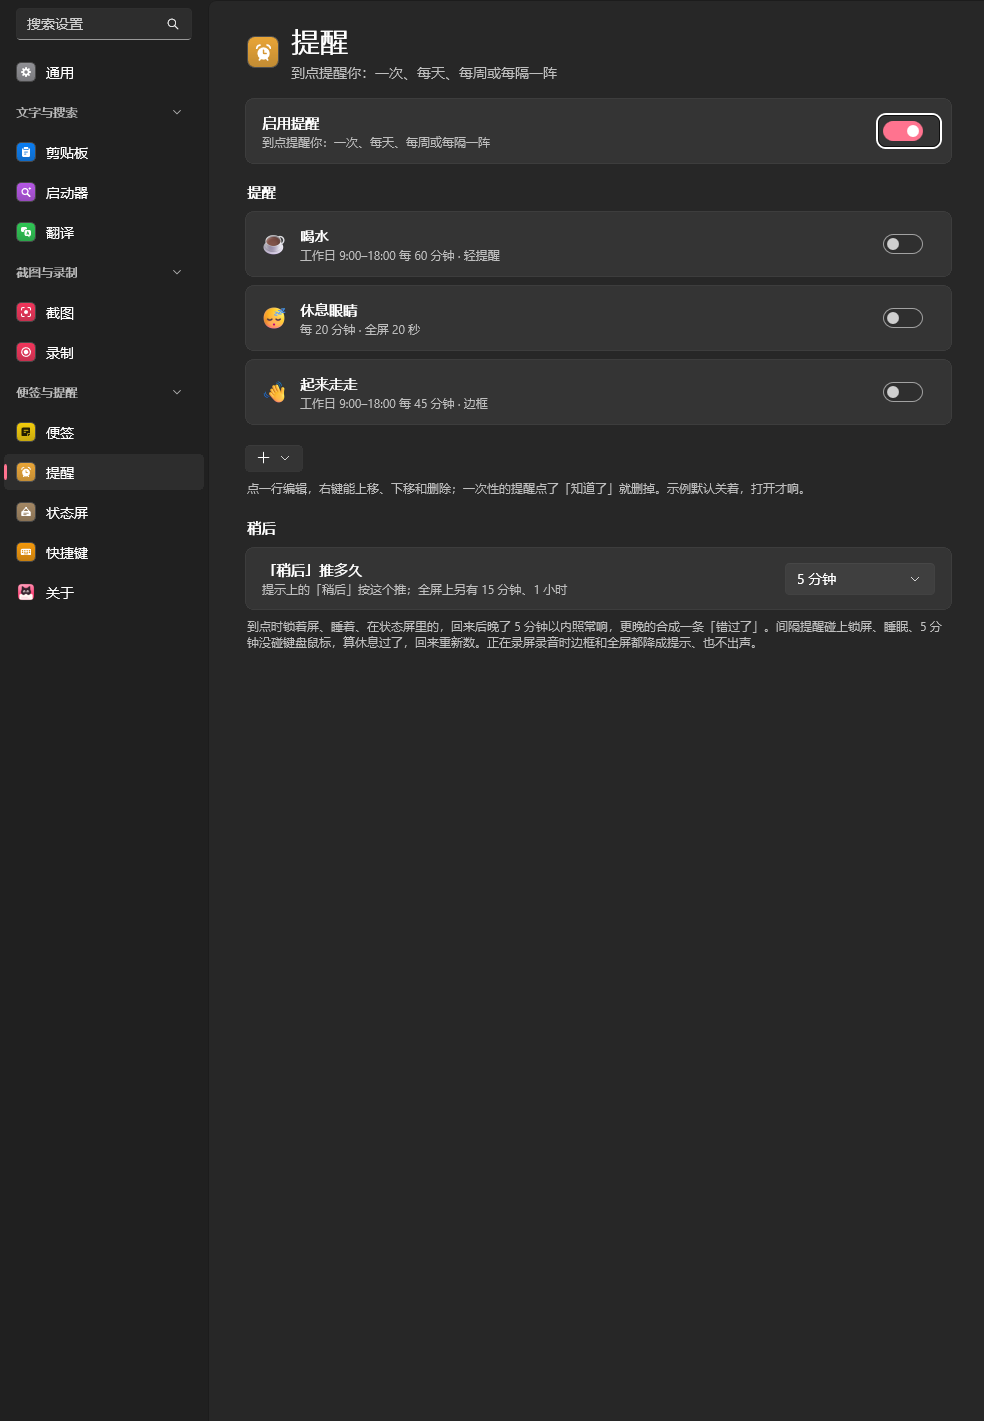 搜索设置
通用
文字与搜索
剪贴板
启动器
翻译
截图与录制
截图
录制
便签与提醒
便签
提醒
状态屏
快捷键
关于
提醒
到点提醒你：一次、每天、每周或每隔一阵
启用提醒
到点提醒你：一次、每天、每周或每隔一阵
提醒
喝水
工作日 9:00–18:00 每 60 分钟 · 轻提醒
休息眼睛
每 20 分钟 · 全屏 20 秒
起来走走
工作日 9:00–18:00 每 45 分钟 · 边框
点一行编辑，右键能上移、下移和删除；一次性的提醒点了「知道了」就删掉。示例默认关着，打开才响。
稍后
「稍后」推多久
提示上的「稍后」按这个推；全屏上另有 15 分钟、1 小时
5 分钟
到点时锁着屏、睡着、在状态屏里的，回来后晚了 5 分钟以内照常响，更晚的合成一条「错过了」。间隔提醒碰上锁屏、睡眠、5 分
钟没碰键盘鼠标，算休息过了，回来重新数。正在录屏录音时边框和全屏都降成提示、也不出声。